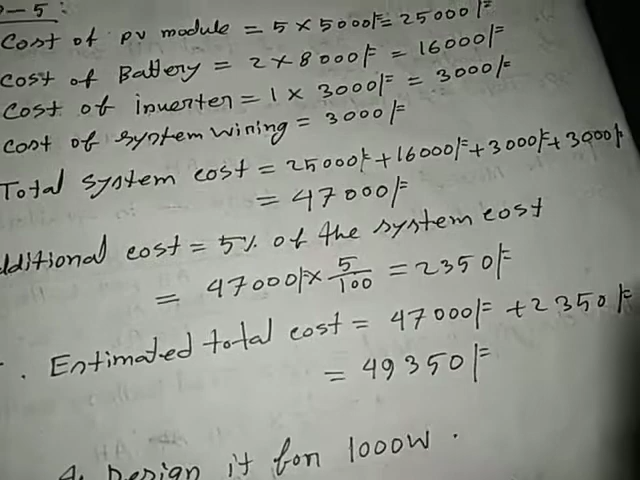 P-5:
Cost of PV module = 5 × 5000/= = 25000/=
Cost of Battery = 2 × 8000/= = 16000/=
Cost of inverter = 1 × 3000/= = 3000/=
Cost of system wiring = 3000/=
Total system cost = 25000/= + 16000/= + 3000/= + 3000/=
= 47000/=
dditional cost = 5% of the system cost
= 47000/= × 5/100 = 2350/=
∴ Estimated total cost = 47000/= + 2350/=
= 49350/=
Design it for 1000W.